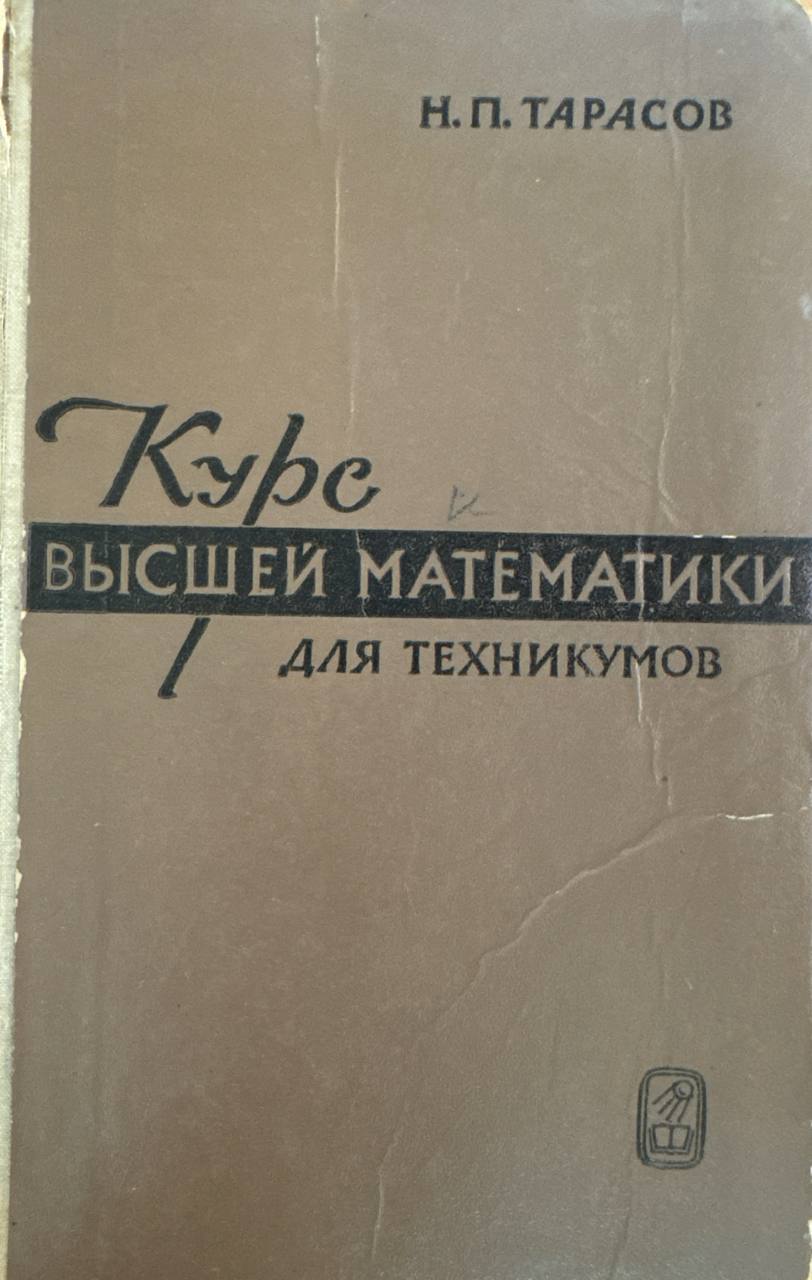 Н. П. ТАРАСОВ
Курс
ВЫСШЕЙ МАТЕМАТИКИ
ДЛЯ ТЕХНИКУМОВ